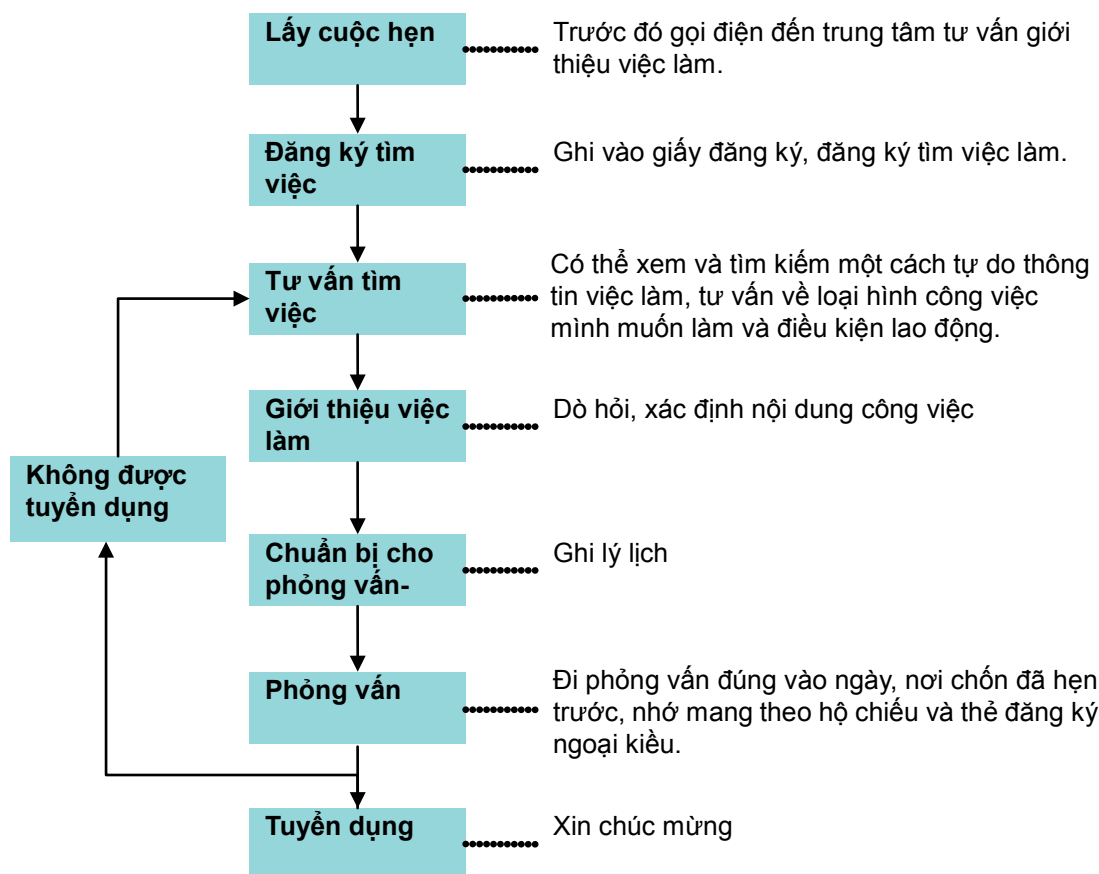 Lấy cuộc hẹn
Trước đó gọi điện đến trung tâm tư vấn giới
thiệu việc làm.
Đăng ký tìm
việc
Ghi vào giấy đăng ký, đăng ký tìm việc làm.
Tư vấn tìm
việc
Có thể xem và tìm kiếm một cách tự do thông
tin việc làm, tư vấn về loại hình công việc
mình muốn làm và điều kiện lao động.
Giới thiệu việc
làm
Dò hỏi, xác định nội dung công việc
Không được
tuyển dụng
Chuẩn bị cho
phỏng vấn-
Ghi lý lịch
Phỏng vấn
Đi phỏng vấn đúng vào ngày, nơi chốn đã hẹn
trước, nhớ mang theo hộ chiếu và thẻ đăng ký
ngoại kiều.
Tuyển dụng
Xin chúc mừng